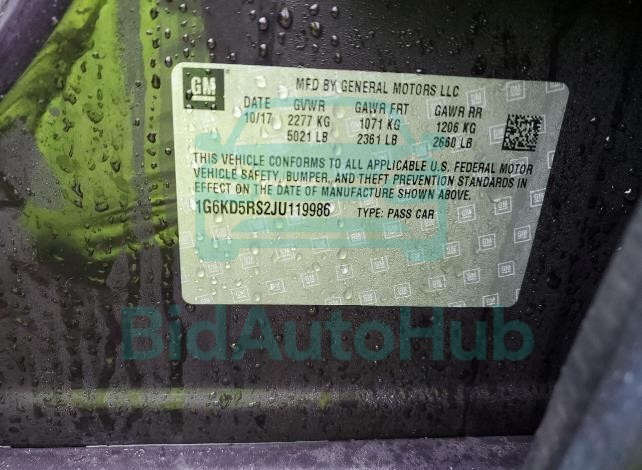 GM
MFD BY GENERAL MOTORS LLC
DATE GVWR GAWR FRT GAWR RR
10/17 2277 KG 1071 KG 1206 KG
5021 LB 2361 LB 2660 LB
THIS VEHICLE CONFORMS TO ALL APPLICABLE U.S. FEDERAL MOTOR
VEHICLE SAFETY, BUMPER, AND THEFT PREVENTION STANDARDS IN
EFFECT ON THE DATE OF MANUFACTURE SHOWN ABOVE.
1G6KD5RS2JU119986 TYPE: PASS CAR
BidAutoHub